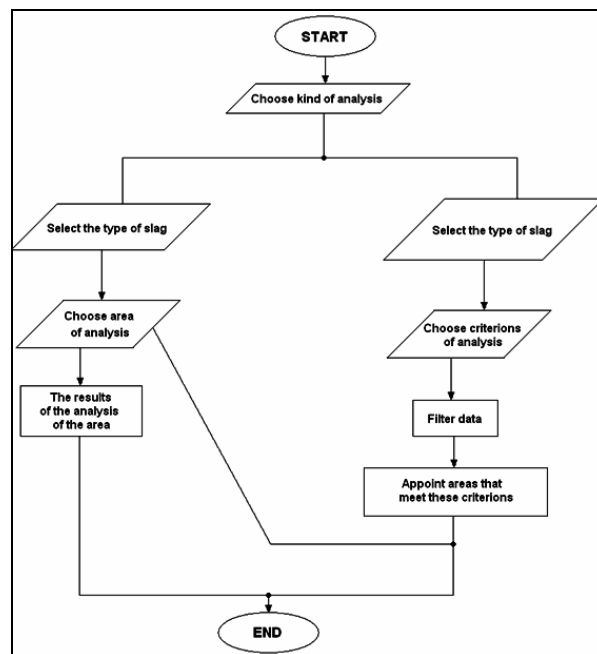 START
Choose kind of analysis
Select the type of slag
Select the type of slag
Choose area
of analysis
Choose criterions
of analysis
The results
of the analysis
of the area
Filter data
Appoint areas that
meet these criterions
END